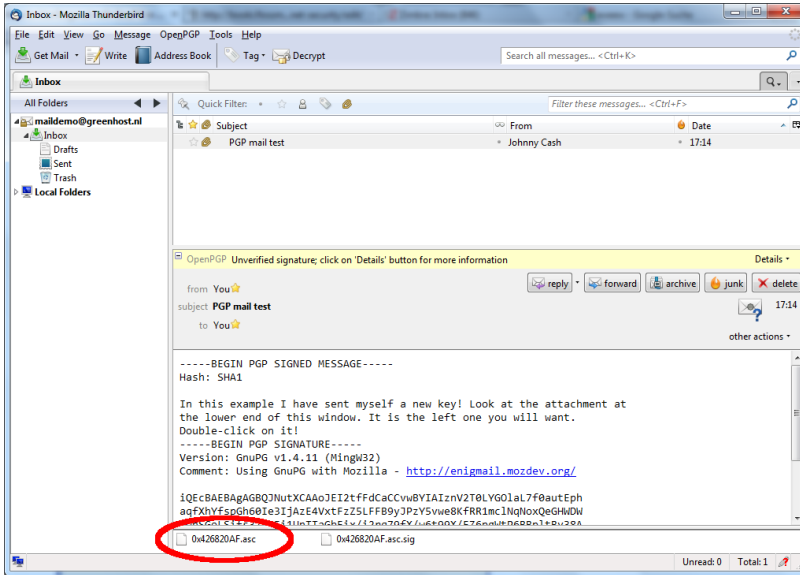 Inbox - Mozilla Thunderbird
File Edit View Go Message OpenPGP Tools Help
Get Mail Write Address Book Tag Decrypt Search all messages... <Ctrl+K>
Inbox
All Folders Quick Filter: Filter these messages... <Ctrl+F>
maildemo@greenhost.nl Subject From Date
Inbox PGP mail test Johnny Cash 17:14
Drafts
Sent
Trash
Local Folders
OpenPGP Unverified signature; click on 'Details' button for more information Details
from You reply forward archive junk delete
subject PGP mail test 17:14
to You
other actions
-----BEGIN PGP SIGNED MESSAGE-----
Hash: SHA1
In this example I have sent myself a new key! Look at the attachment at
the lower end of this window. It is the left one you will want.
Double-click on it!
-----BEGIN PGP SIGNATURE-----
Version: GnuPG v1.4.11 (MingW32)
Comment: Using GnuPG with Mozilla - http://enigmail.mozdev.org/
iQEcBAEBAgAGBQJNutXCAAoJEI2tfFdCaCCvwBYIAIznV2T0LYGOlaL7f0autEph
aqfXhYfspGh60Ie3IjAzE4VxtFzZ5LFFB9yJPzY5vwe8KfRR1mclNqNoxQeGHWDW
0x426820AF.asc 0x426820AF.asc.sig
Unread: 0 Total: 1